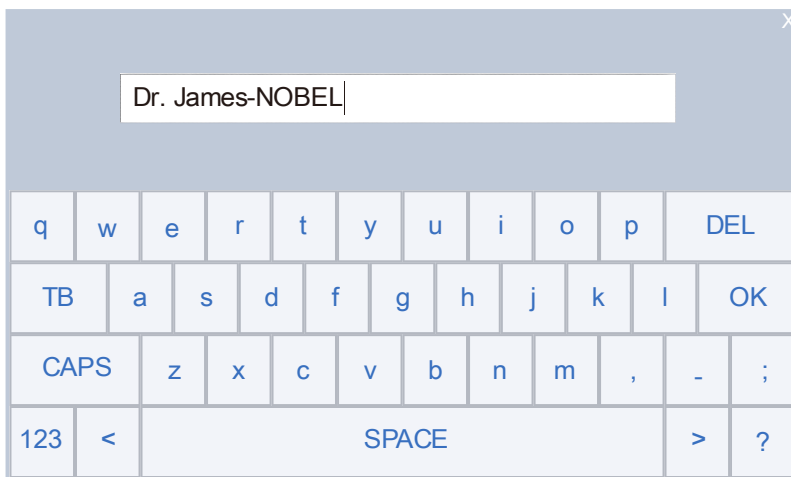 X
Dr. James-NOBEL
q w e r t y u i o p DEL
TB a s d f g h j k l OK
CAPS z x c v b n m , - ;
123 < SPACE > ?